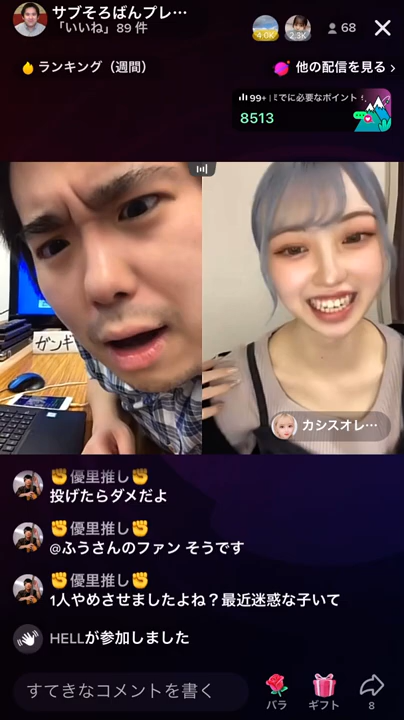 サブそろばんプレ…
「いいね」89 件
4.0K
2.3K
68
ランキング（週間）
他の配信を見る
99+
までに必要なポイント
8513
ガンキ
カシスオレ…
✊優里推し✊
投げたらダメだよ
✊優里推し✊
@ふうさんのファン そうです
✊優里推し✊
1人やめさせましたよね？最近迷惑な子いて
HELLが参加しました
すてきなコメントを書く
バラ
ギフト
8